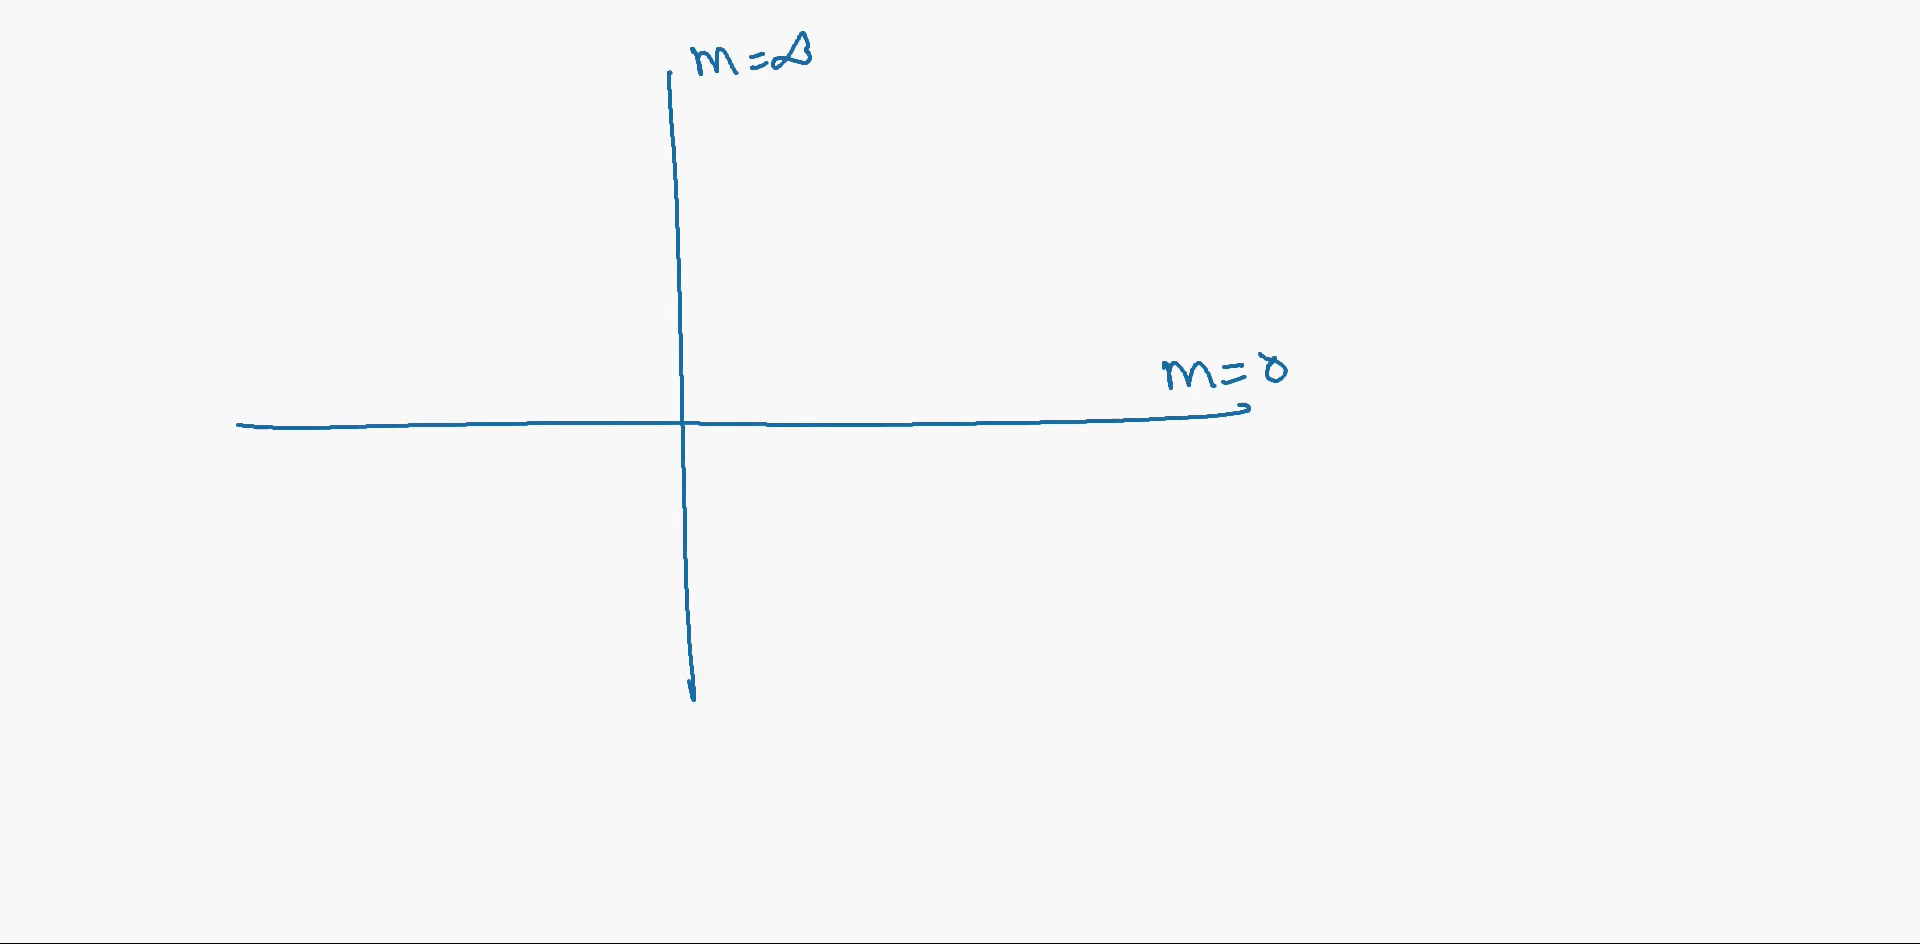 m = ∞
m = 0